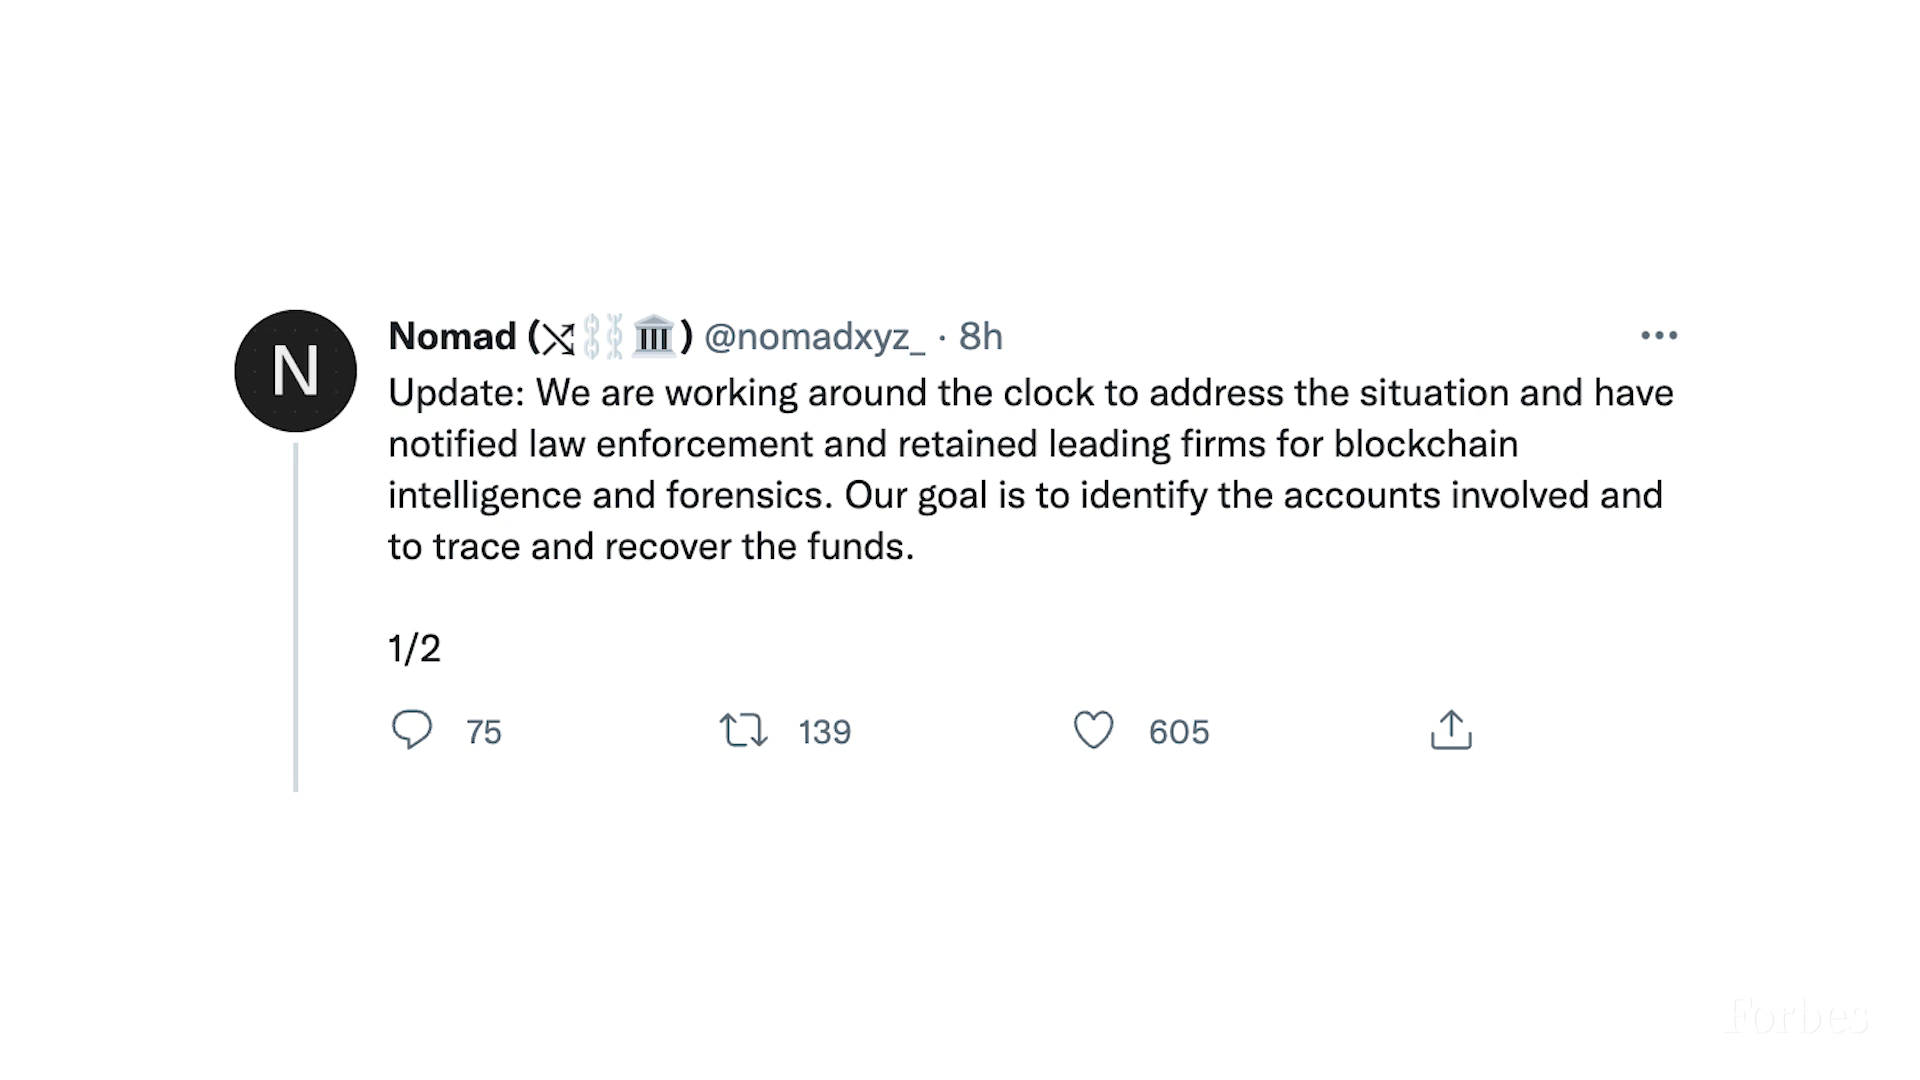 N
Nomad (⤮⛓️🏛️) @nomadxyz_ · 8h
Update: We are working around the clock to address the situation and have
notified law enforcement and retained leading firms for blockchain
intelligence and forensics. Our goal is to identify the accounts involved and
to trace and recover the funds.
1/2
75 139 605
Forbes